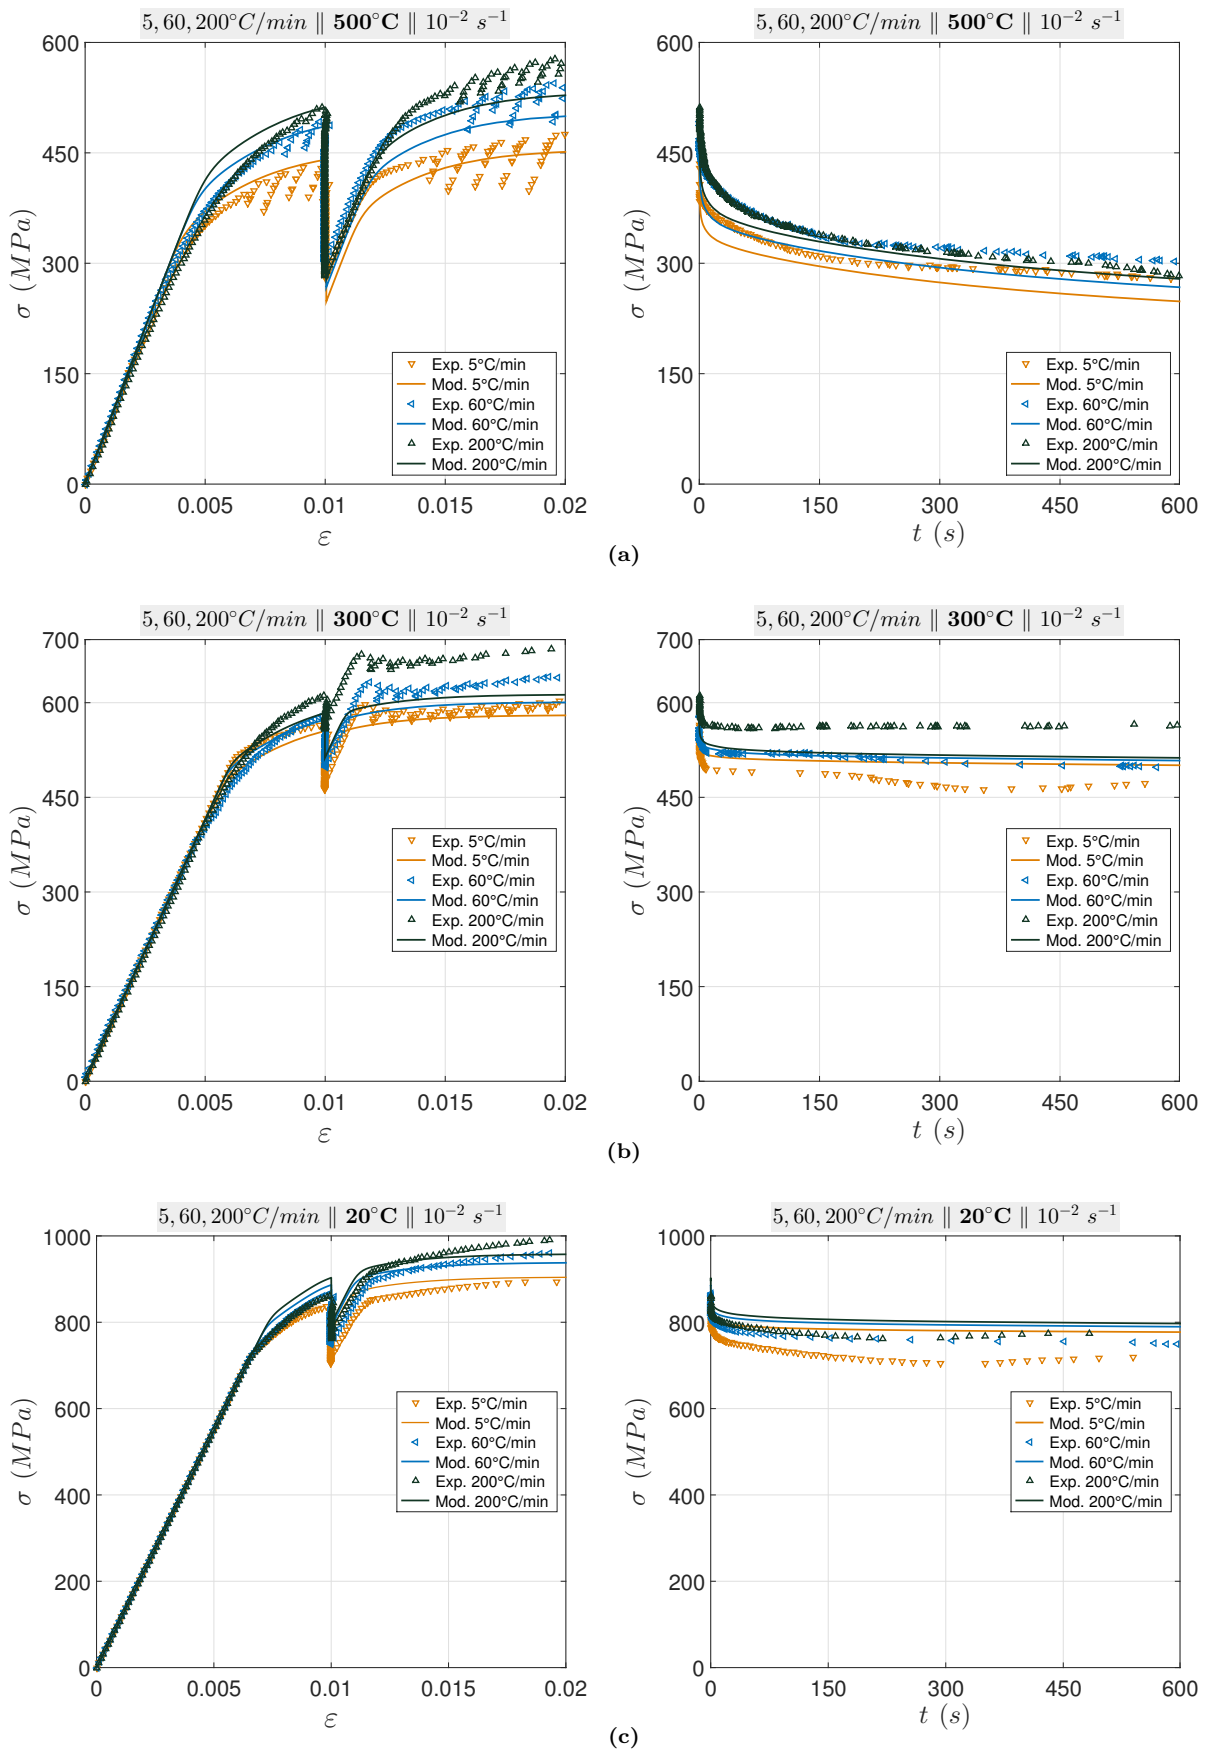 5, 60, 200°C/min ∥ 500°C ∥ 10⁻² s⁻¹
5, 60, 200°C/min ∥ 500°C ∥ 10⁻² s⁻¹
600
450
300
150
0
σ (MPa)
0 0.005 0.01 0.015 0.02
ε
Exp. 5°C/min
Mod. 5°C/min
Exp. 60°C/min
Mod. 60°C/min
Exp. 200°C/min
Mod. 200°C/min
600
450
300
150
0
σ (MPa)
0 150 300 450 600
t (s)
Exp. 5°C/min
Mod. 5°C/min
Exp. 60°C/min
Mod. 60°C/min
Exp. 200°C/min
Mod. 200°C/min
(a)
5, 60, 200°C/min ∥ 300°C ∥ 10⁻² s⁻¹
5, 60, 200°C/min ∥ 300°C ∥ 10⁻² s⁻¹
700
600
450
300
150
0
σ (MPa)
0 0.005 0.01 0.015 0.02
ε
Exp. 5°C/min
Mod. 5°C/min
Exp. 60°C/min
Mod. 60°C/min
Exp. 200°C/min
Mod. 200°C/min
700
600
450
300
150
0
σ (MPa)
0 150 300 450 600
t (s)
Exp. 5°C/min
Mod. 5°C/min
Exp. 60°C/min
Mod. 60°C/min
Exp. 200°C/min
Mod. 200°C/min
(b)
5, 60, 200°C/min ∥ 20°C ∥ 10⁻² s⁻¹
5, 60, 200°C/min ∥ 20°C ∥ 10⁻² s⁻¹
1000
800
600
400
200
0
σ (MPa)
0 0.005 0.01 0.015 0.02
ε
Exp. 5°C/min
Mod. 5°C/min
Exp. 60°C/min
Mod. 60°C/min
Exp. 200°C/min
Mod. 200°C/min
1000
800
600
400
200
0
σ (MPa)
0 150 300 450 600
t (s)
Exp. 5°C/min
Mod. 5°C/min
Exp. 60°C/min
Mod. 60°C/min
Exp. 200°C/min
Mod. 200°C/min
(c)